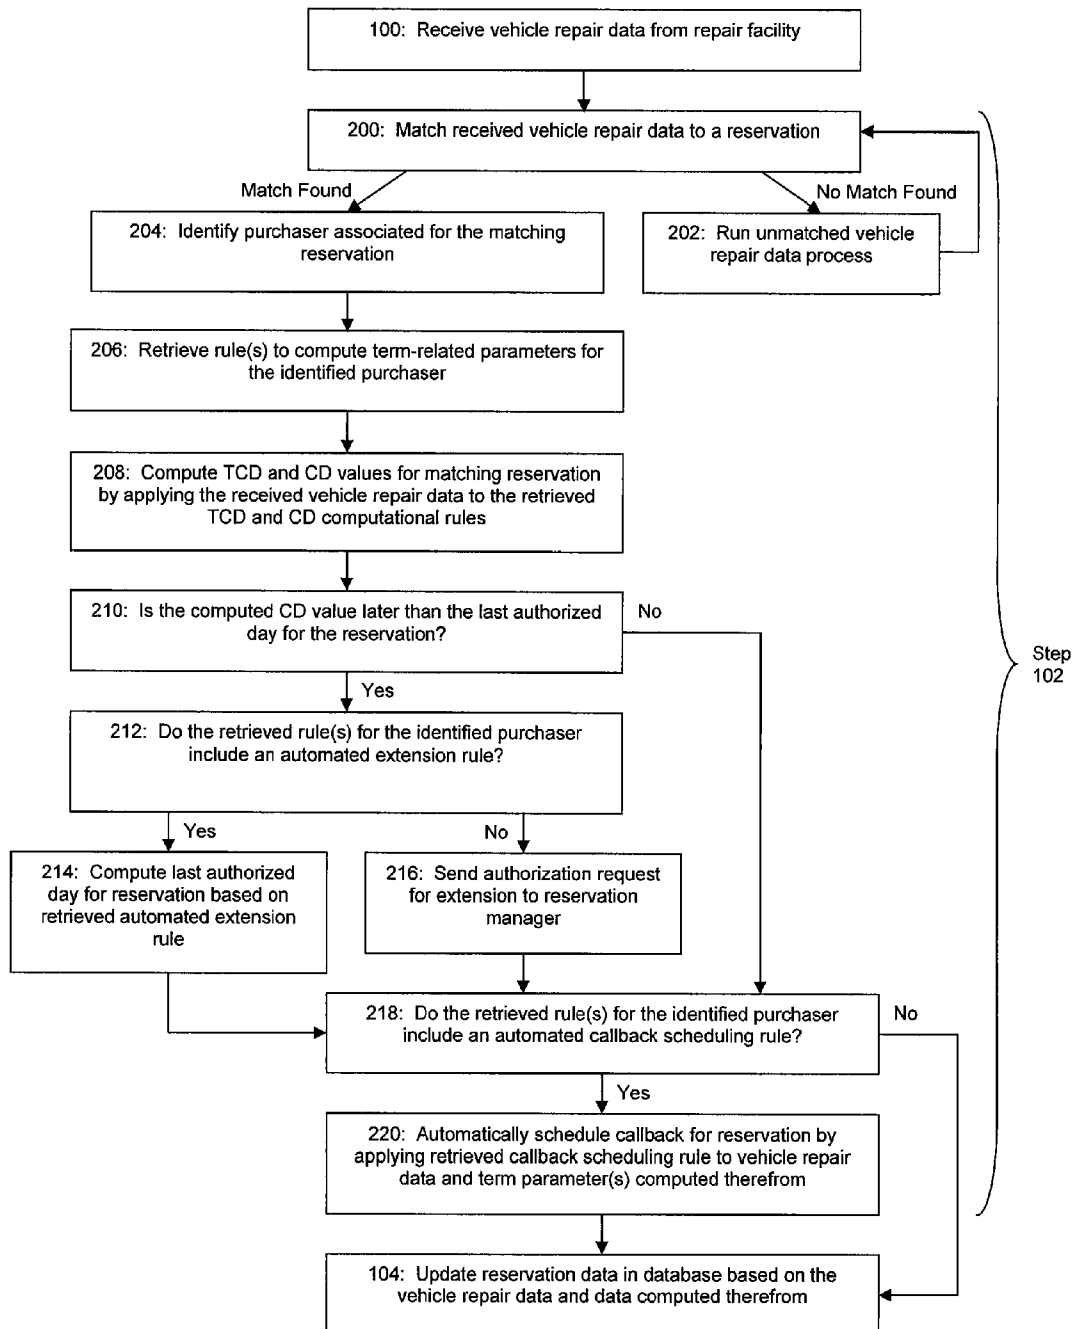 100: Receive vehicle repair data from repair facility
200: Match received vehicle repair data to a reservation
Match Found
No Match Found
204: Identify purchaser associated for the matching
reservation
202: Run unmatched vehicle
repair data process
206: Retrieve rule(s) to compute term-related parameters for
the identified purchaser
208: Compute TCD and CD values for matching reservation
by applying the received vehicle repair data to the retrieved
TCD and CD computational rules
210: Is the computed CD value later than the last authorized
day for the reservation?
No
Step
102
Yes
212: Do the retrieved rule(s) for the identified purchaser
include an automated extension rule?
Yes
No
214: Compute last authorized
day for reservation based on
retrieved automated extension
rule
216: Send authorization request
for extension to reservation
manager
218: Do the retrieved rule(s) for the identified purchaser
include an automated callback scheduling rule?
No
Yes
220: Automatically schedule callback for reservation by
applying retrieved callback scheduling rule to vehicle repair
data and term parameter(s) computed therefrom
104: Update reservation data in database based on the
vehicle repair data and data computed therefrom